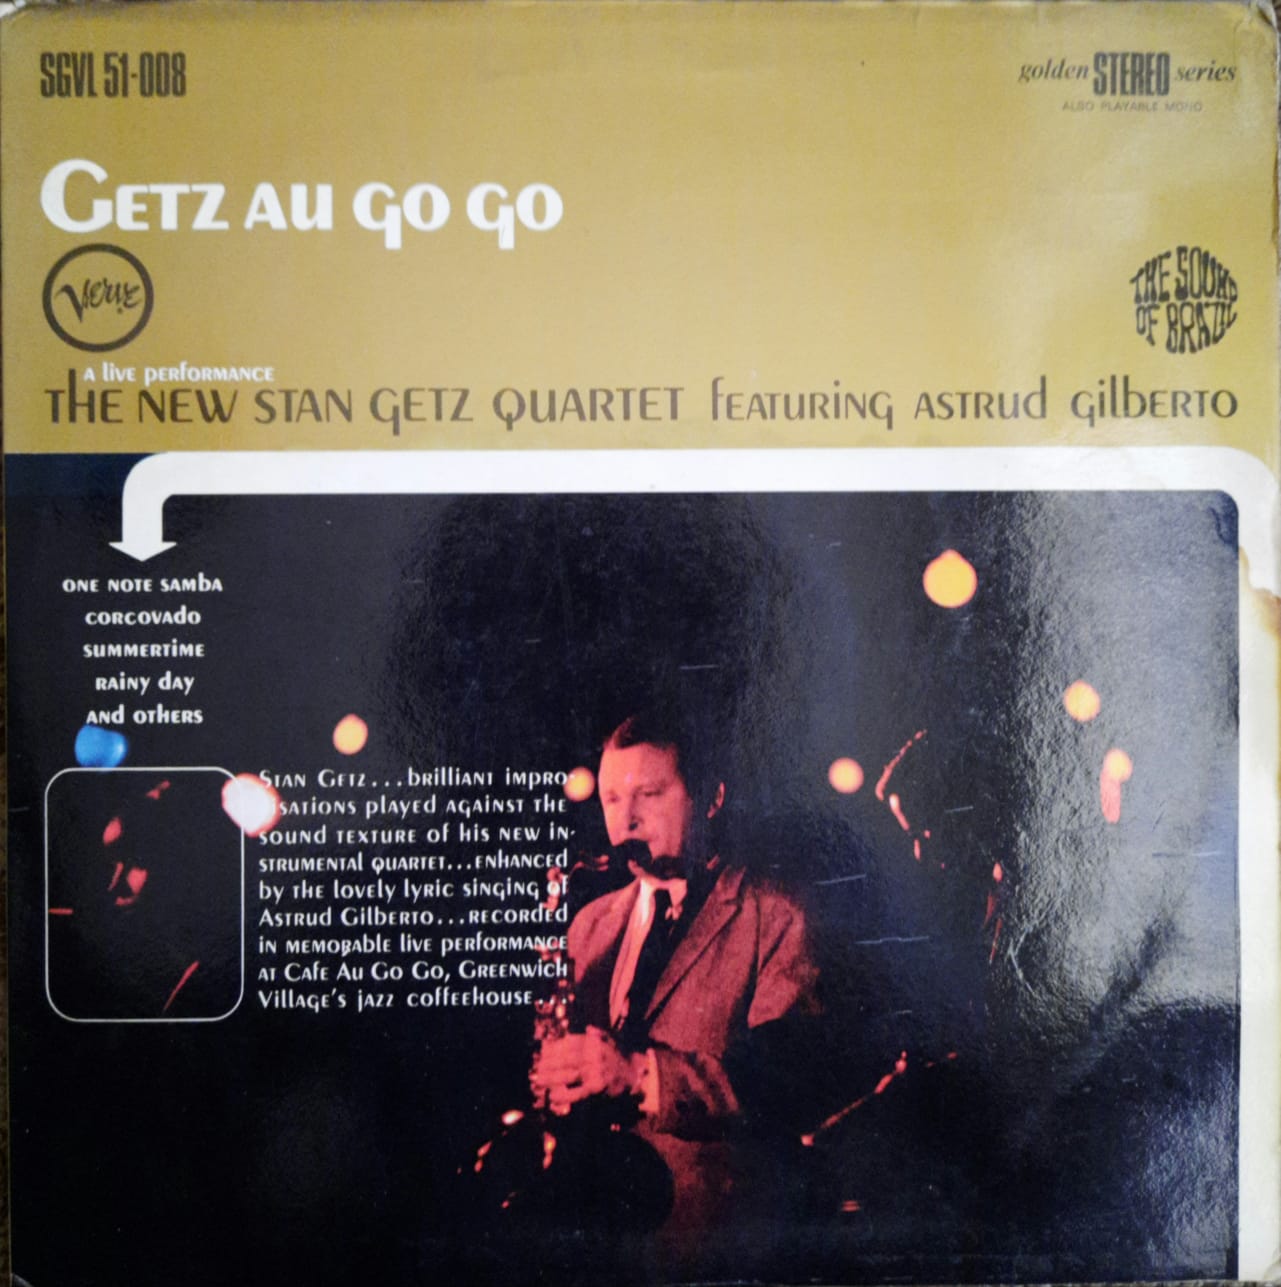 SGVL 51-008
golden STEREO series
ALSO PLAYABLE MONO
GETZ AU GO GO
Verve
THE SOUND
OF BRAZIL
A LIVE PERFORMANCE
THE NEW STAN GETZ QUARTET FEATURING ASTRUD GILBERTO
ONE NOTE SAMBA
CORCOVADO
SUMMERTIME
RAINY DAY
AND OTHERS
STAN GETZ...BRILLIANT IMPRO-
VISATIONS PLAYED AGAINST THE
SOUND TEXTURE OF HIS NEW IN-
STRUMENTAL QUARTET...ENHANCED
BY THE LOVELY LYRIC SINGING OF
ASTRUD GILBERTO...RECORDED
IN MEMORABLE LIVE PERFORMANCE
AT CAFE AU GO GO, GREENWICH
VILLAGE'S JAZZ COFFEEHOUSE...